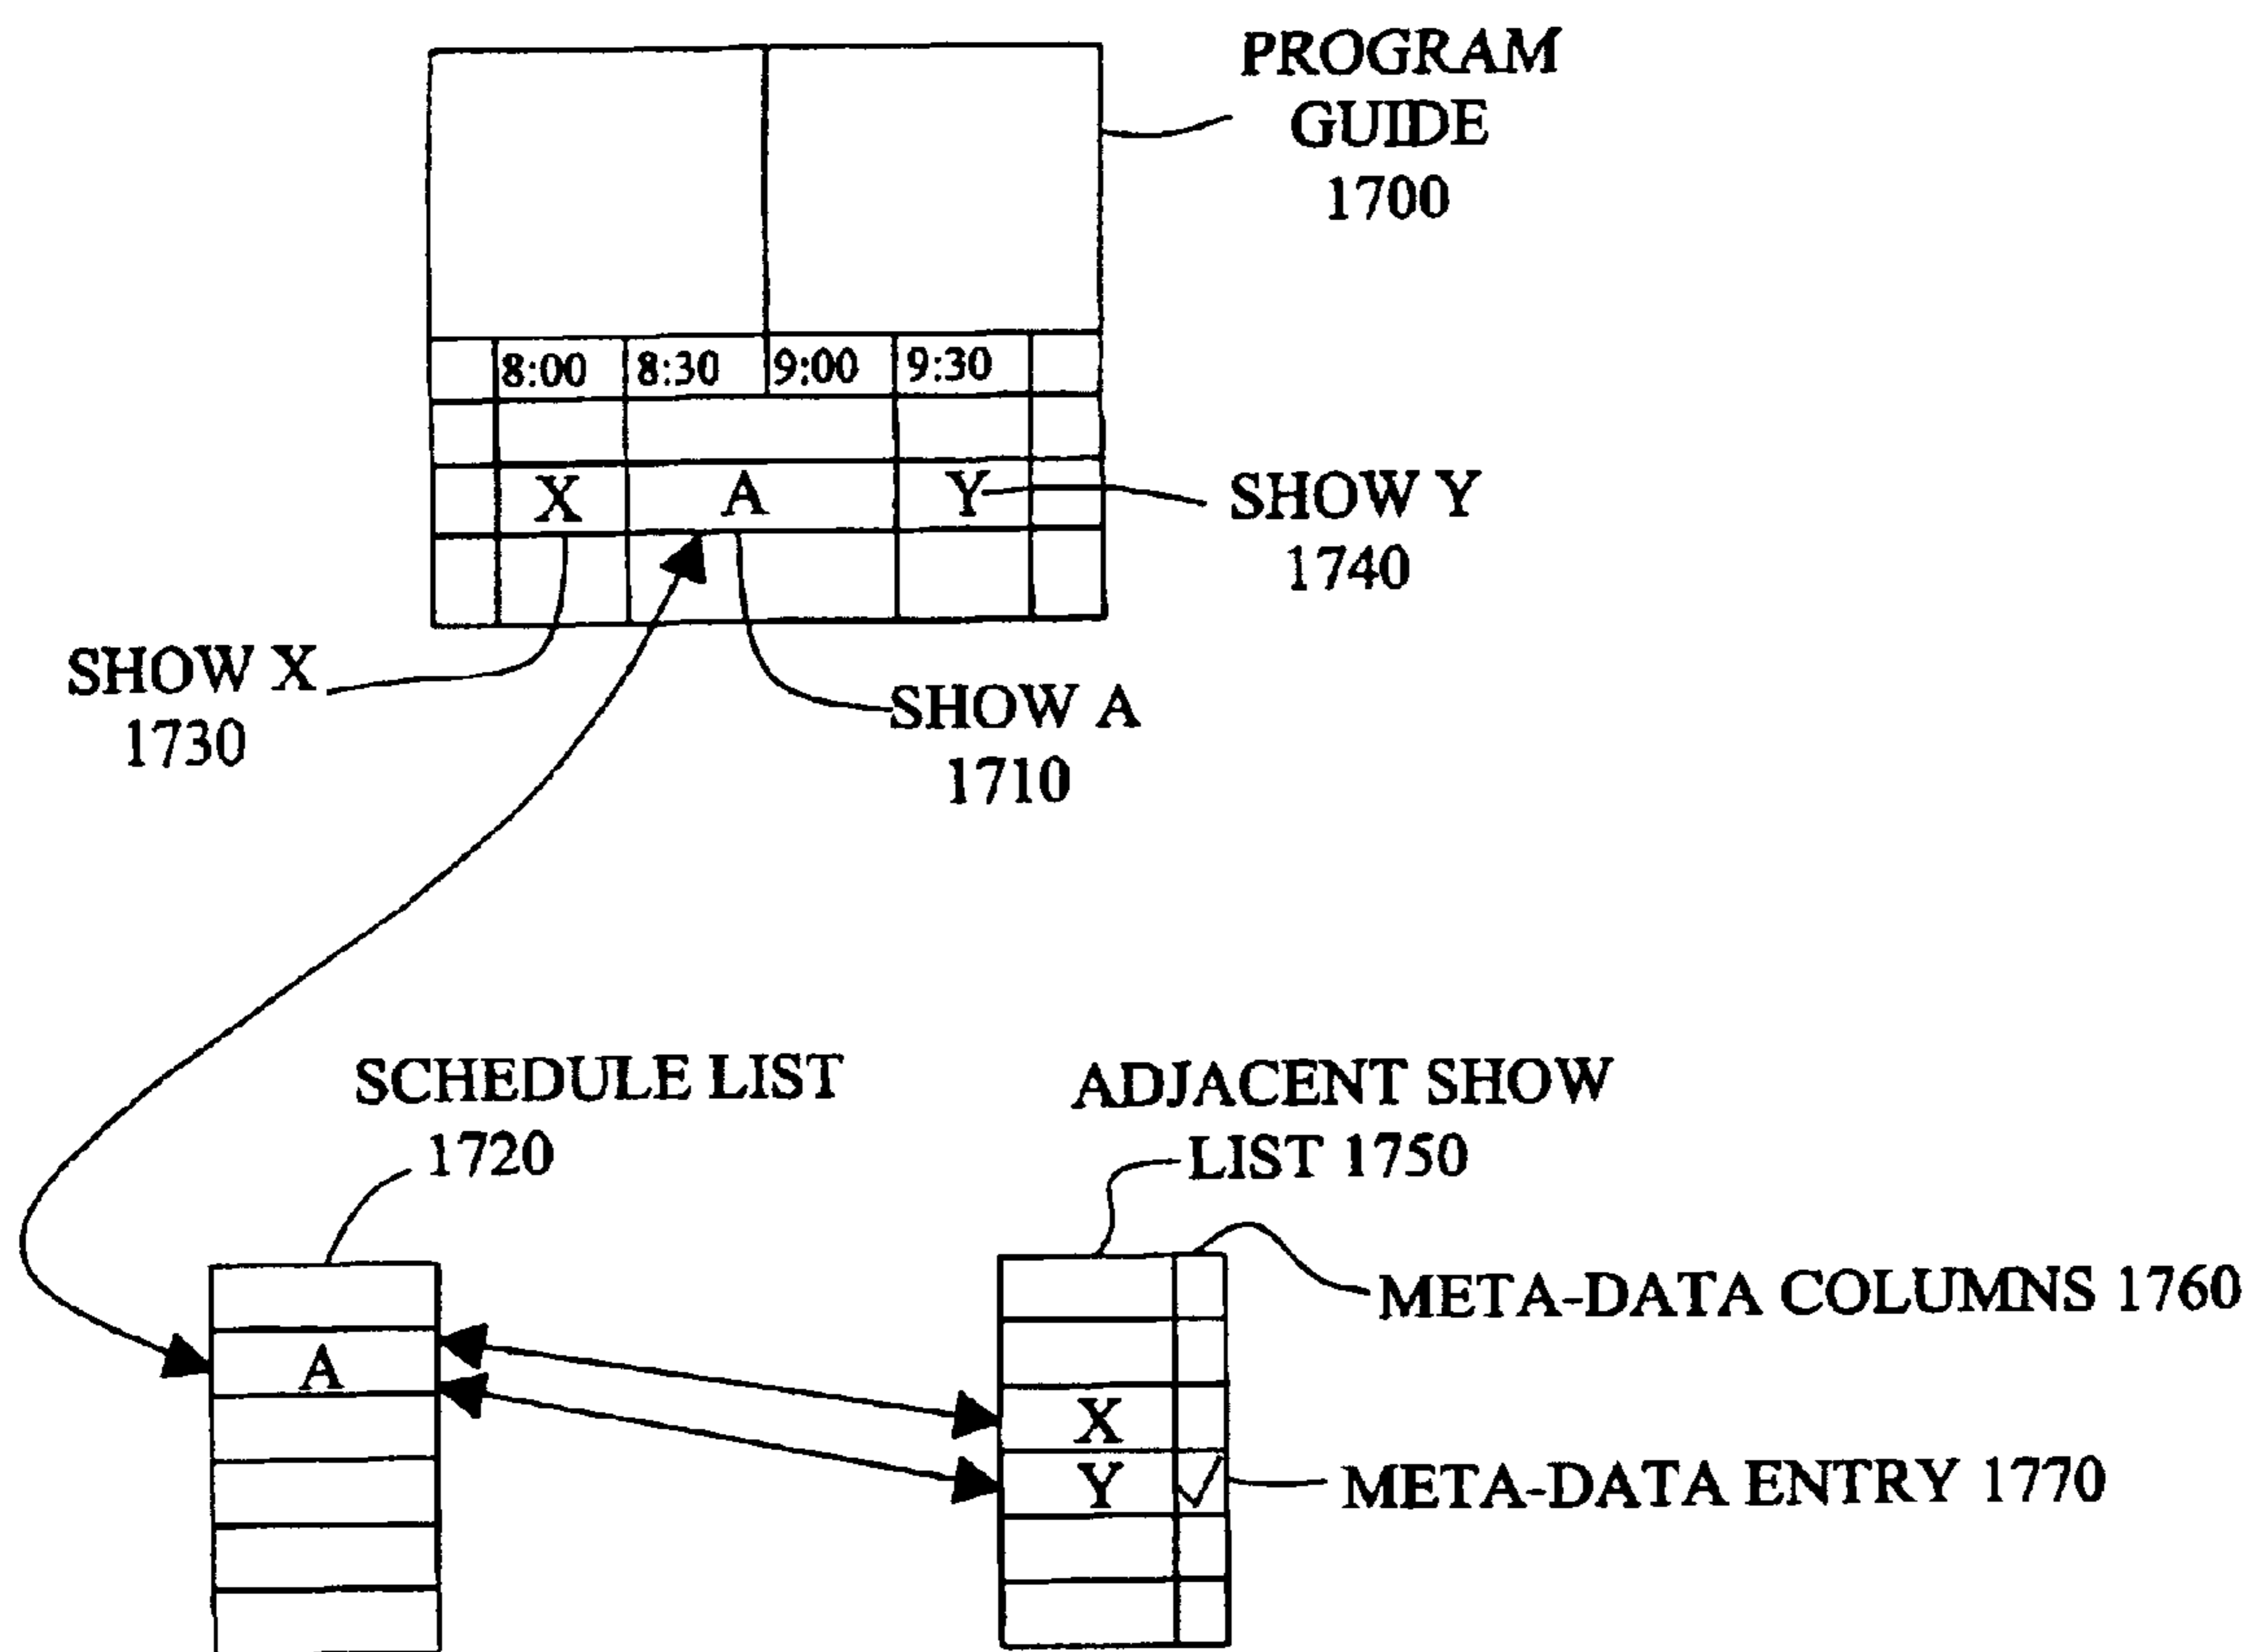 PROGRAM
GUIDE
1700
8:00 8:30 9:00 9:30
X A Y
SHOW Y
1740
SHOW X
1730
SHOW A
1710
SCHEDULE LIST
1720
ADJACENT SHOW
LIST 1750
META-DATA COLUMNS 1760
A
X
Y
META-DATA ENTRY 1770